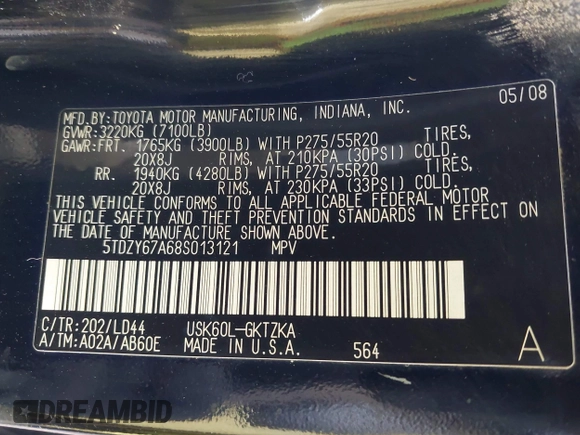 MFD.BY:TOYOTA MOTOR MANUFACTURING, INDIANA, INC. 05/08
GVWR:3220KG (7100LB)
GAWR:FRT. 1765KG (3900LB) WITH P275/55R20 TIRES,
20X8J RIMS, AT 210KPA (30PSI) COLD.
RR. 1940KG (4280LB) WITH P275/55R20 TIRES,
20X8J RIMS, AT 230KPA (33PSI) COLD.
THIS VEHICLE CONFORMS TO ALL APPLICABLE FEDERAL MOTOR
VEHICLE SAFETY AND THEFT PREVENTION STANDARDS IN EFFECT ON
THE DATE OF MANUFACTURE SHOWN ABOVE.
5TDZY67A68S013121 MPV
C/TR:202/LD44 USK60L-GKTZKA
A/TM:A02A/AB60E MADE IN U.S.A. 564 A
DREAMBID